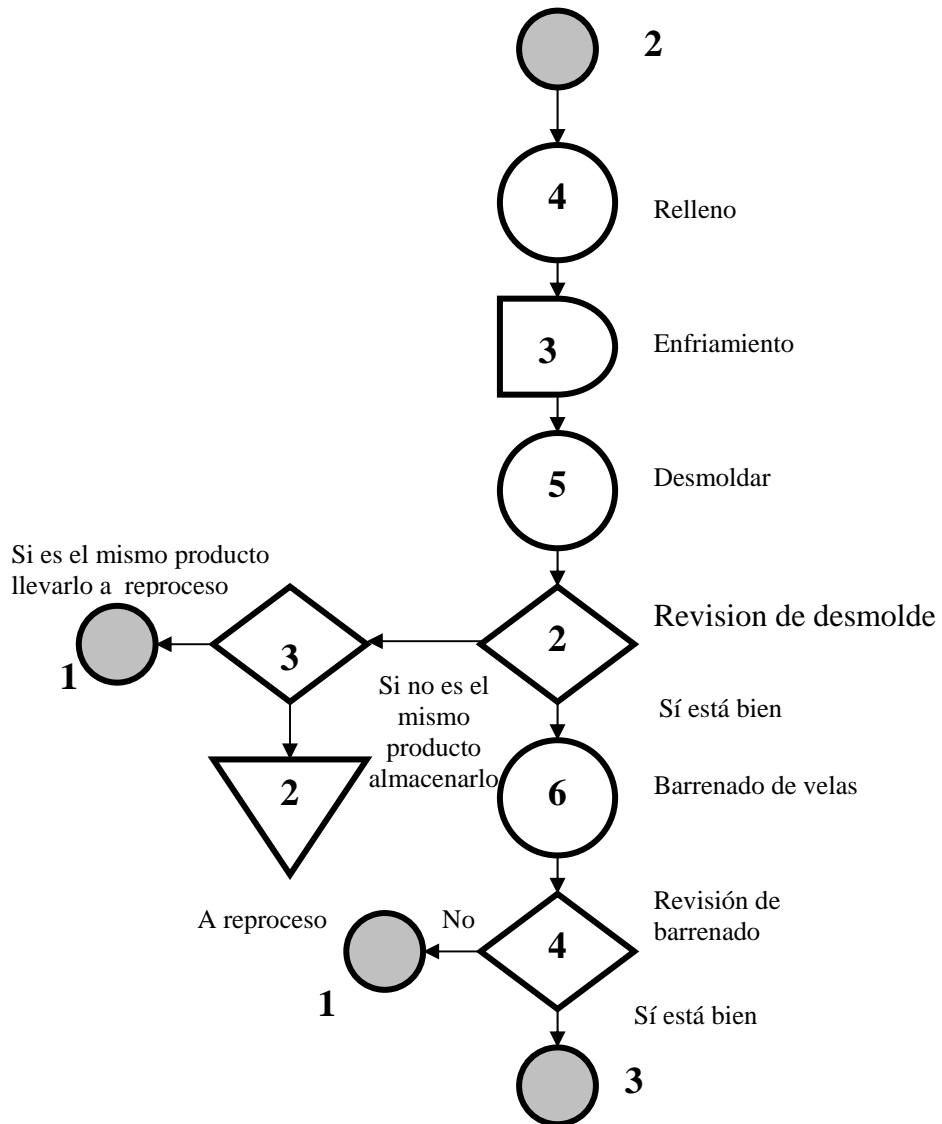 2
4
Relleno
3
Enfriamiento
5
Desmoldar
Si es el mismo producto
llevarlo a reproceso
1
3
2
Revision de desmolde
Si no es el
mismo
producto
almacenarlo
Sí está bien
2
6
Barrenado de velas
A reproceso
No
1
4
Revisión de
barrenado
Sí está bien
3